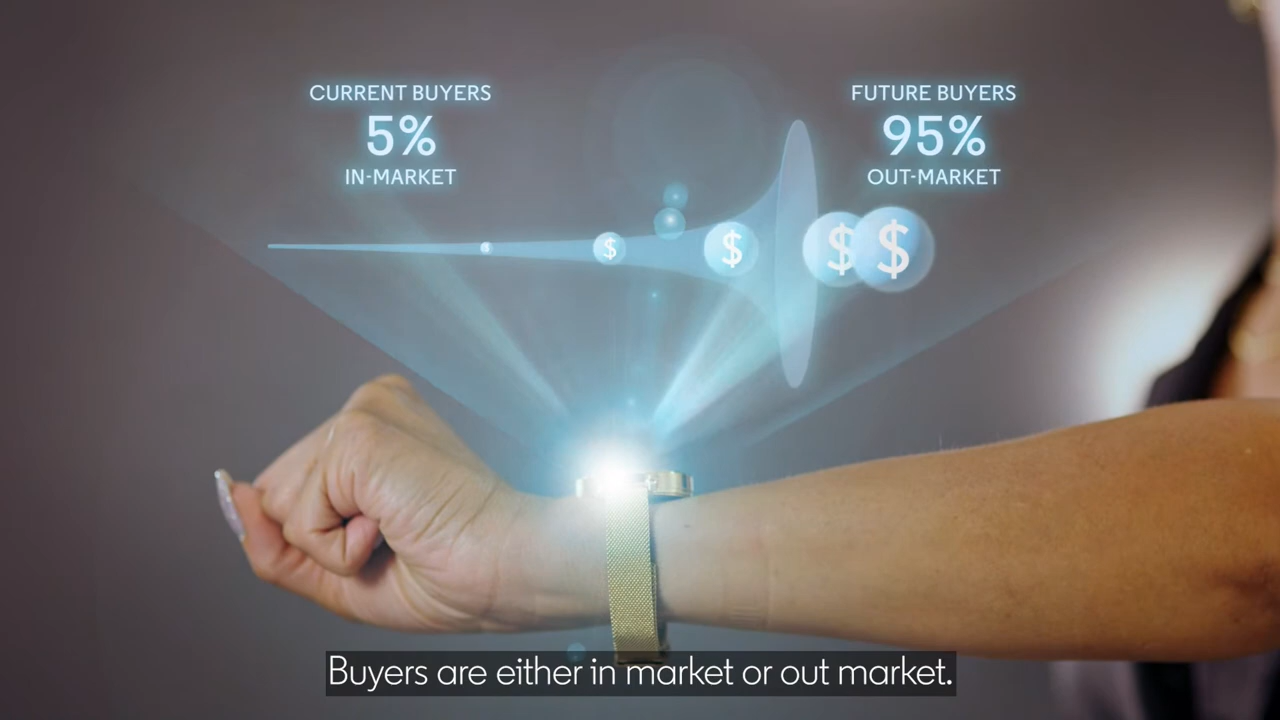 CURRENT BUYERS
5%
IN-MARKET
FUTURE BUYERS
95%
OUT-MARKET
$ $ $ $ $
Buyers are either in market or out market.